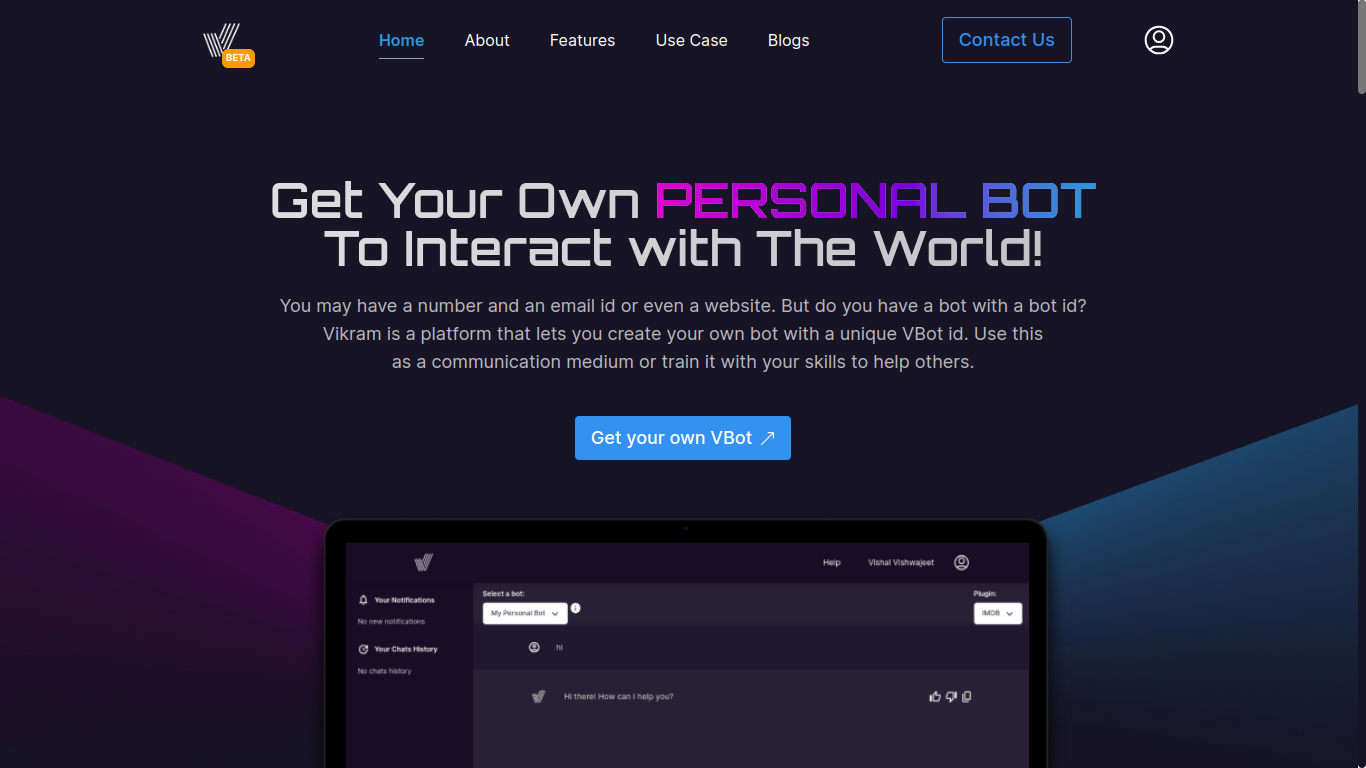 BETA
Home
About
Features
Use Case
Blogs
Contact Us
Get Your Own PERSONAL BOT
To Interact with The World!
You may have a number and an email id or even a website. But do you have a bot with a bot id?
Vikram is a platform that lets you create your own bot with a unique VBot id. Use this
as a communication medium or train it with your skills to help others.
Get your own VBot
Help
Vishal Vishwajeet
Your Notifications
No new notifications
Your Chats History
No chats history
Select a bot:
My Personal Bot
Plugin:
IMDB
hi
Hi there! How can I help you?